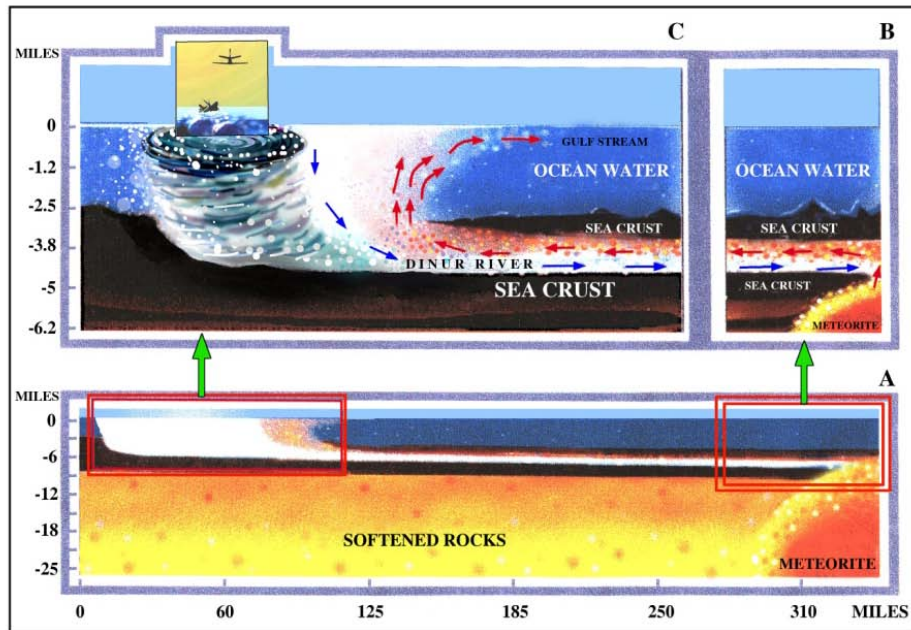 C
B
MILES
0
-1.2
-2.5
-3.8
-5
-6.2
GULF STREAM
OCEAN WATER
SEA CRUST
DINUR RIVER
SEA CRUST
OCEAN WATER
SEA CRUST
SEA CRUST
METEORITE
A
MILES
0
-6
-12
-18
-25
SOFTENED ROCKS
METEORITE
0 60 125 185 250 310 MILES